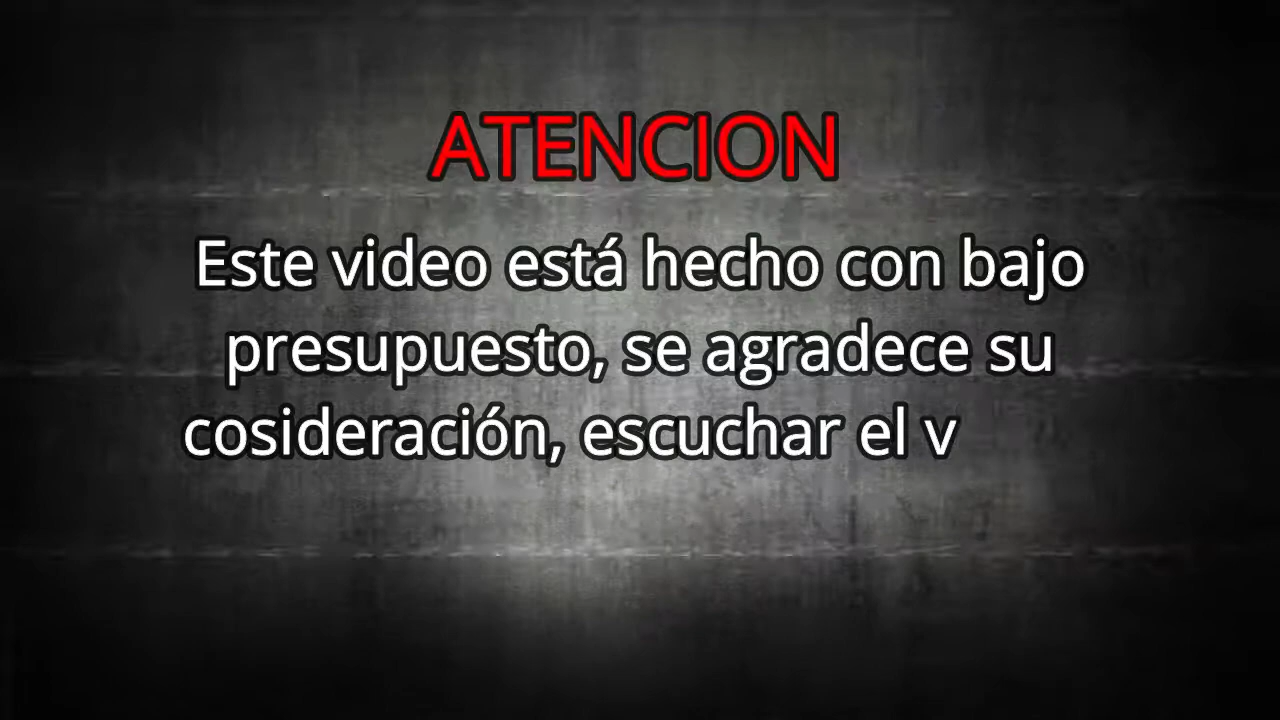 ATENCION
Este video está hecho con bajo
presupuesto, se agradece su
cosideración, escuchar el v